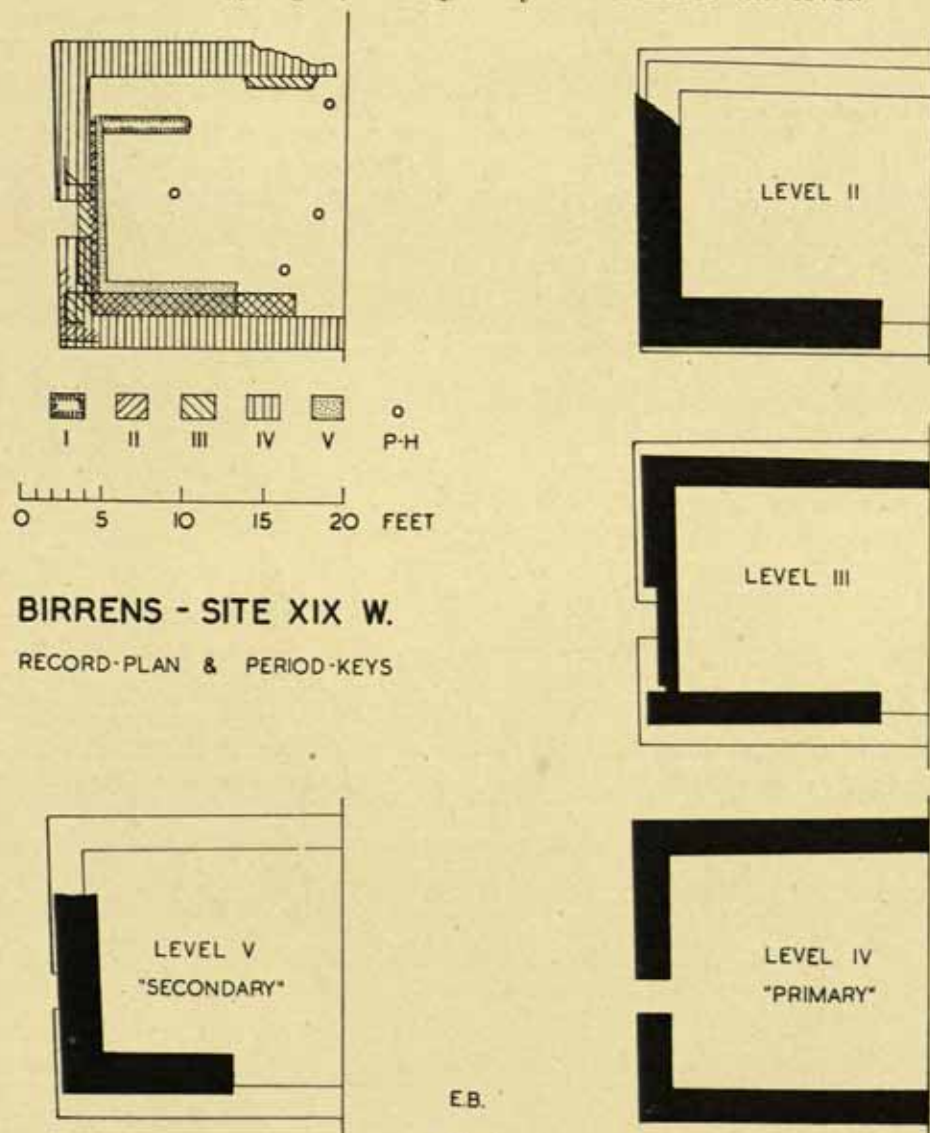 LEVEL II
I II III IV V P-H
0 5 10 15 20 FEET
LEVEL III
BIRRENS - SITE XIX W.
RECORD-PLAN & PERIOD-KEYS
LEVEL V
"SECONDARY"
LEVEL IV
"PRIMARY"
E.B.